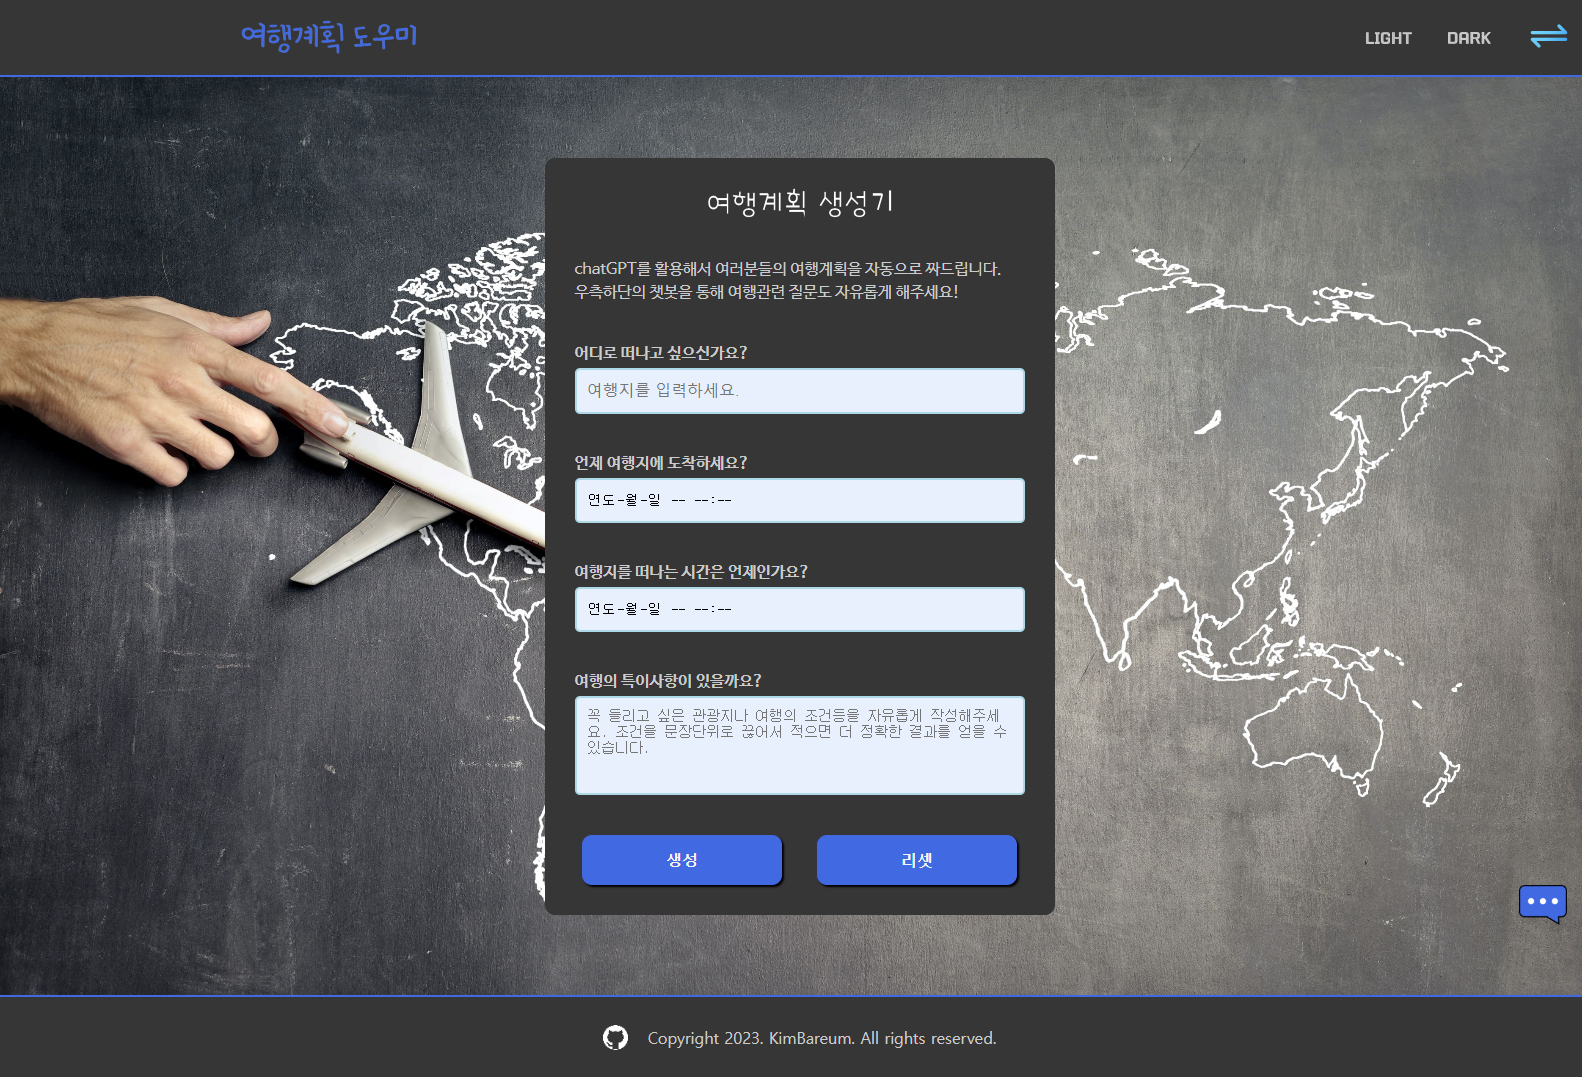 여행계획 도우미
LIGHT DARK
여행계획 생성기
chatGPT를 활용해서 여러분들의 여행계획을 자동으로 짜드립니다.
우측하단의 챗봇을 통해 여행관련 질문도 자유롭게 해주세요!
어디로 떠나고 싶으신가요?
여행지를 입력하세요.
언제 여행지에 도착하세요?
연도-월-일 -- --:--
여행지를 떠나는 시간은 언제인가요?
연도-월-일 -- --:--
여행의 특이사항이 있을까요?
꼭 들리고 싶은 관광지나 여행의 조건등을 자유롭게 작성해주세
요. 조건을 문장단위로 끊어서 적으면 더 정확한 결과를 얻을 수
있습니다.
생성 리셋
Copyright 2023. KimBareum. All rights reserved.